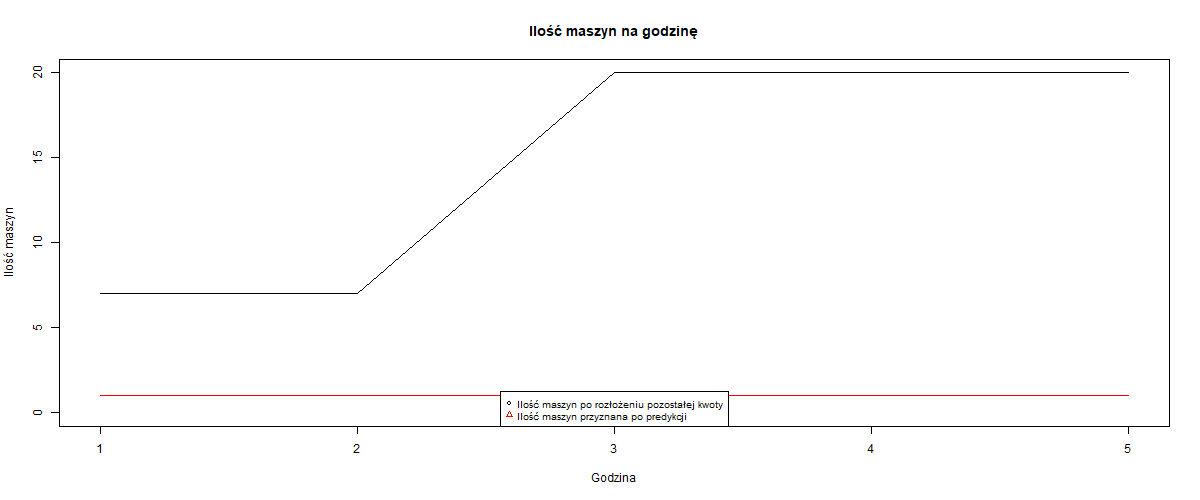 Ilość maszyn na godzinę
Ilość maszyn
20
15
10
5
0
Ilość maszyn po rozłożeniu pozostałej kwoty
Ilość maszyn przyznana po predykcji
1 2 3 4 5
Godzina